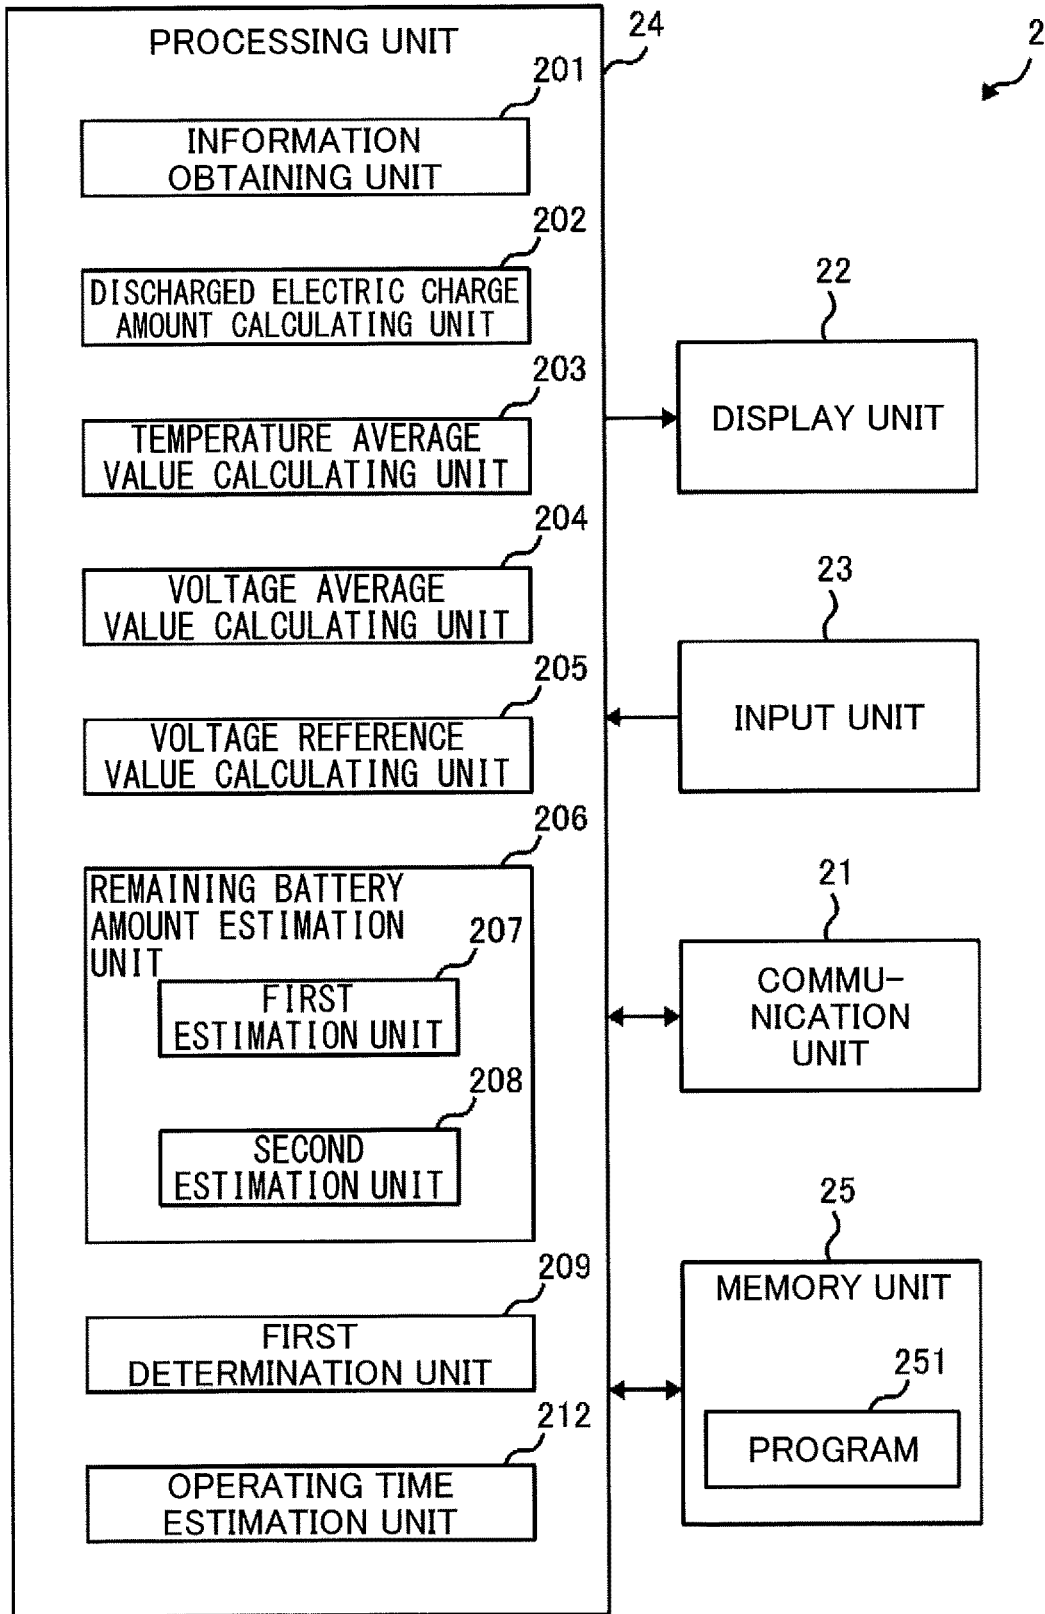 PROCESSING UNIT
24
2
201
INFORMATION
OBTAINING UNIT
202
DISCHARGED ELECTRIC CHARGE
AMOUNT CALCULATING UNIT
203
TEMPERATURE AVERAGE
VALUE CALCULATING UNIT
204
VOLTAGE AVERAGE
VALUE CALCULATING UNIT
205
VOLTAGE REFERENCE
VALUE CALCULATING UNIT
206
REMAINING BATTERY
AMOUNT ESTIMATION
UNIT
207
FIRST
ESTIMATION UNIT
208
SECOND
ESTIMATION UNIT
209
FIRST
DETERMINATION UNIT
212
OPERATING TIME
ESTIMATION UNIT
22
DISPLAY UNIT
23
INPUT UNIT
21
COMMU-
NICATION
UNIT
25
MEMORY UNIT
251
PROGRAM